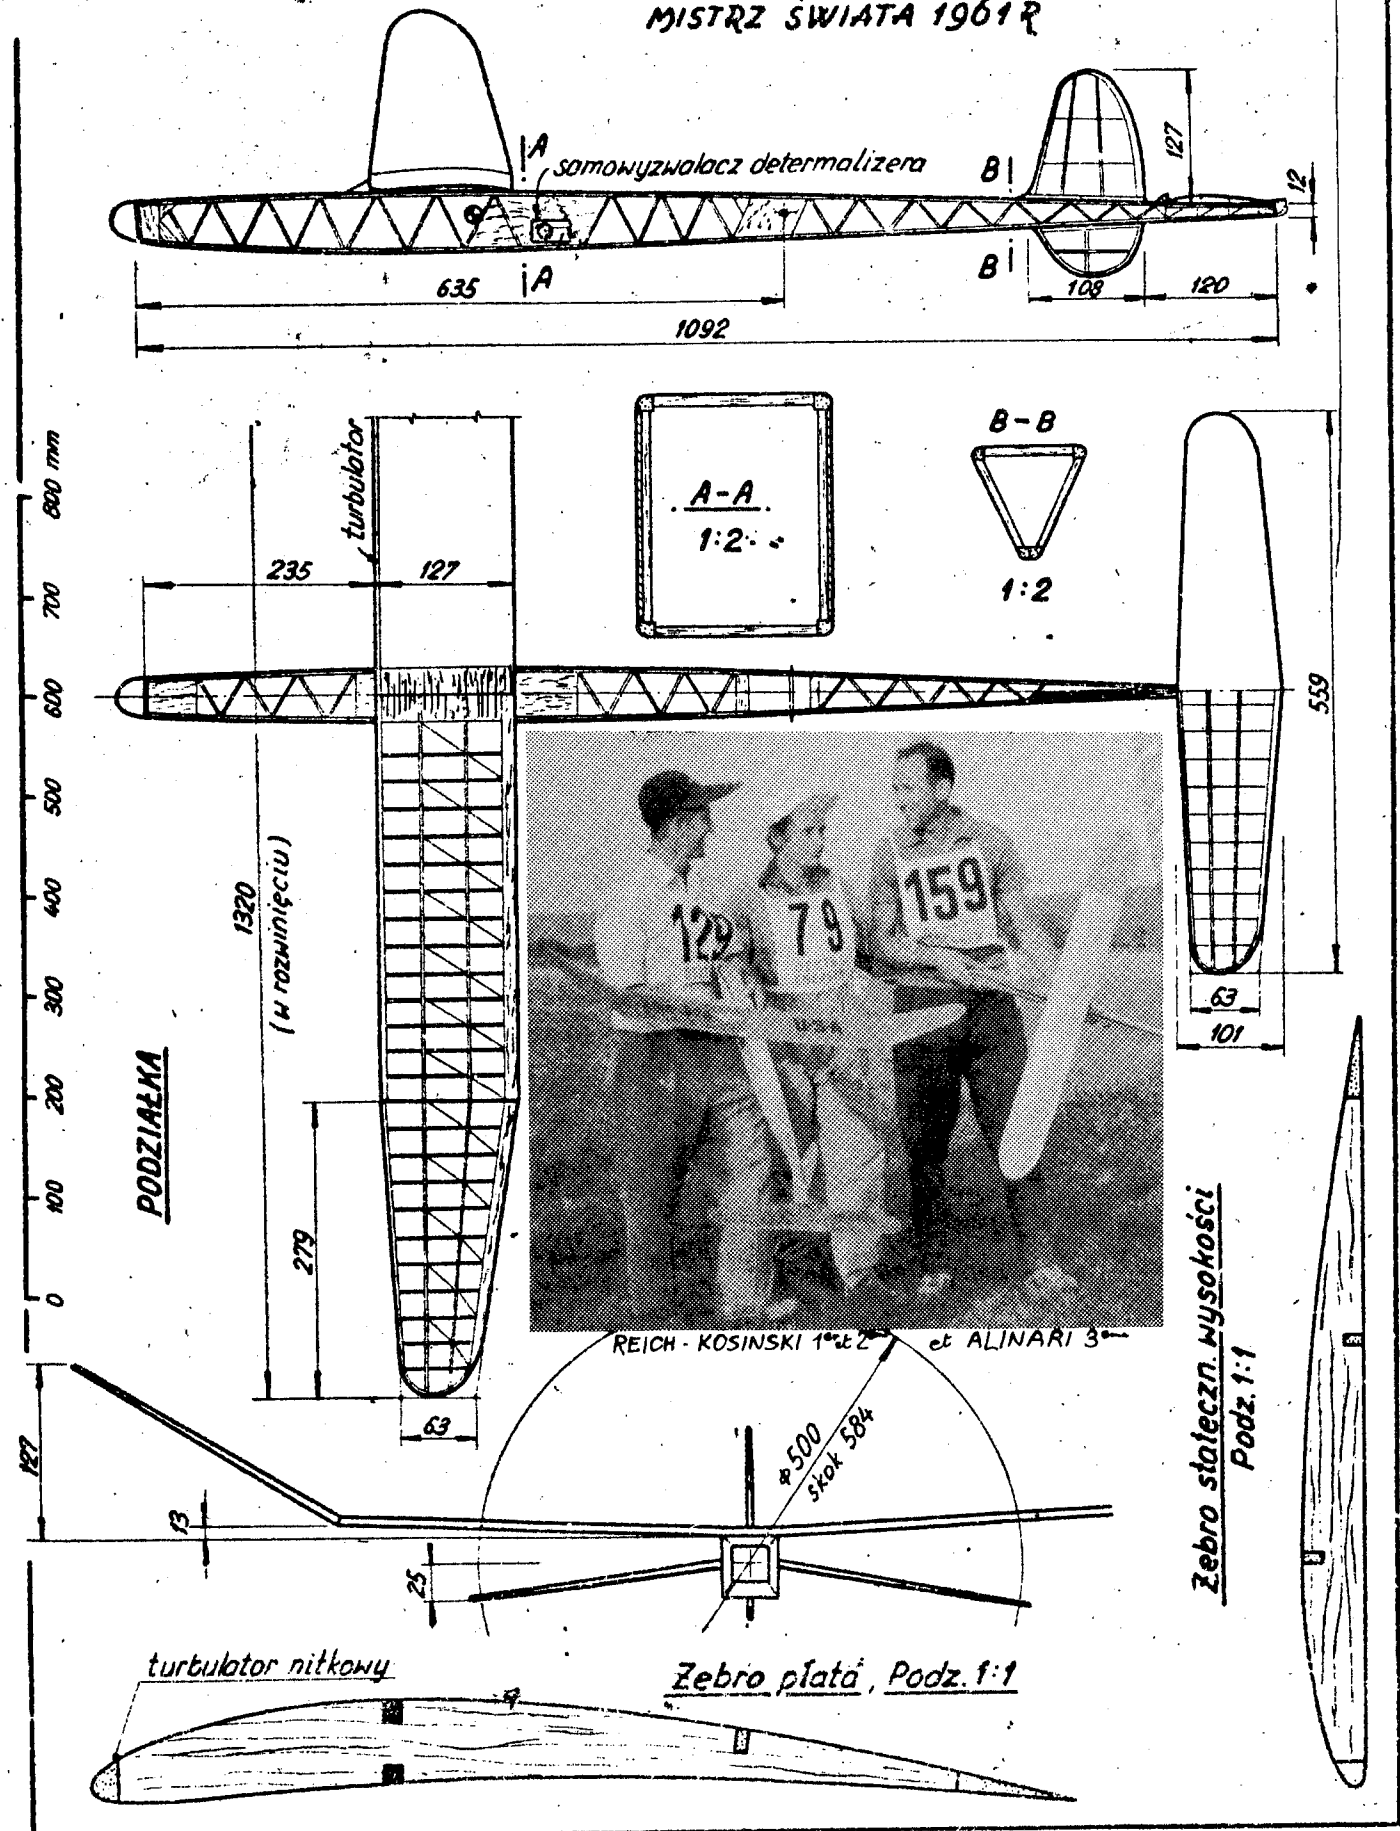 MISTRZ ŚWIATA 1961 R
127
12
A
samowyzwalacz determalizera
B
A
B
635
108
120
1092
800 mm
700
600
500
400
300
200
100
0
PODZIAŁKA
turbulator
A-A
1:2
B-B
1:2
235
127
559
1320
(w rozwinięciu)
129
79
159
USA
63
101
279
63
REICH - KOSINSKI 1er et 2ème et ALINARI 3ème
ϕ500
skok 584
Żebro stateczn. wysokości
Podz. 1:1
127
13
25
turbulator nitkowy
Żebro płata, Podz. 1:1